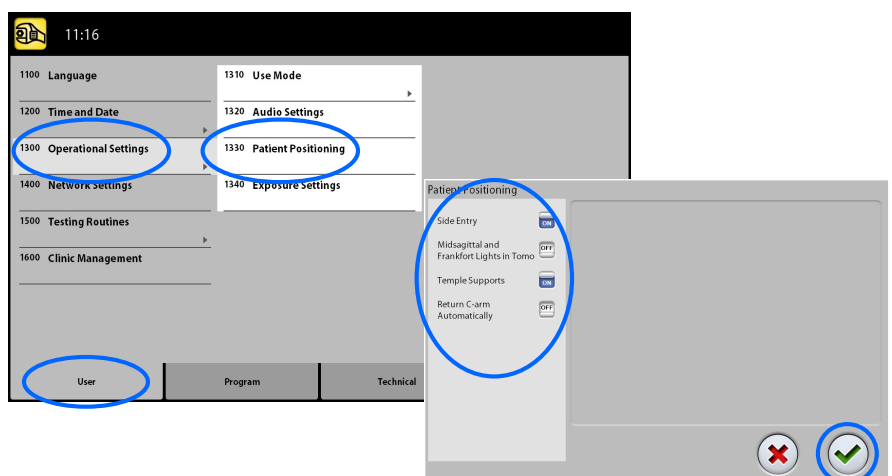 11:16
1100 Language
1200 Time and Date
1300 Operational Settings
1400 Network Settings
1500 Testing Routines
1600 Clinic Management
1310 Use Mode
1320 Audio Settings
1330 Patient Positioning
1340 Exposure Settings
User
Program
Technical
Patient Positioning
Side Entry
ON
Midsagittal and
Frankfort Lights in Tomo
OFF
Temple Supports
ON
Return C-arm
Automatically
OFF